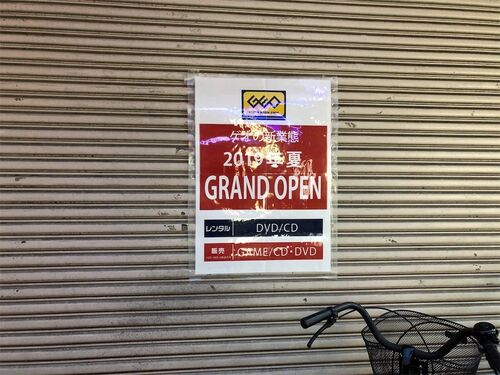 GEO
ゲオの新業態
2019年夏
GRAND OPEN
レンタル DVD/CD
販売 GAME/CD・DVD